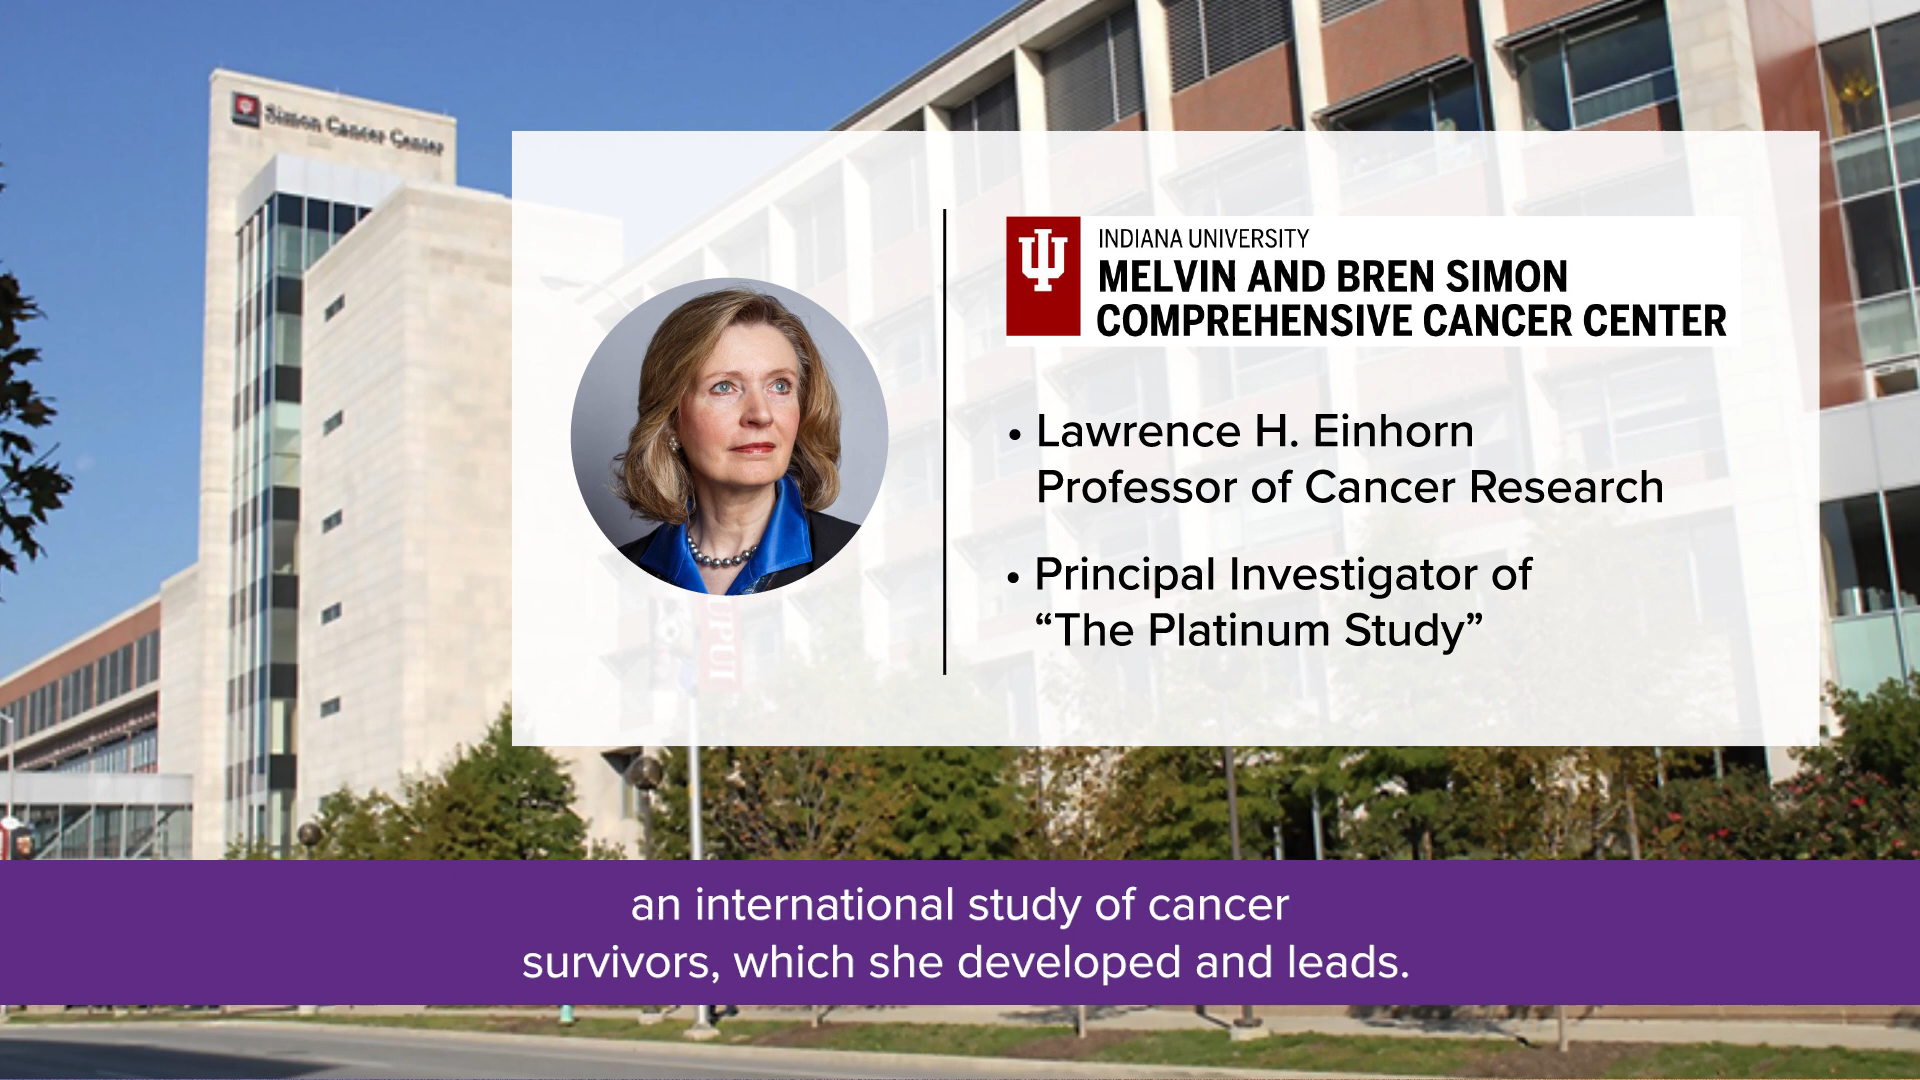 Simon Cancer Center
INDIANA UNIVERSITY
MELVIN AND BREN SIMON
COMPREHENSIVE CANCER CENTER
• Lawrence H. Einhorn
Professor of Cancer Research
• Principal Investigator of
“The Platinum Study”
IUPUI
an international study of cancer
survivors, which she developed and leads.